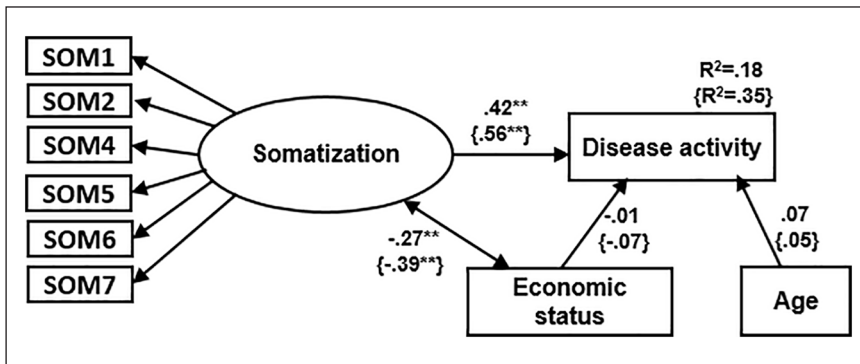 SOM1
SOM2
SOM4
SOM5
SOM6
SOM7
Somatization
.42**
{.56**}
R²=.18
{R²=.35}
Disease activity
-.27**
{-.39**}
-.01
{-.07}
.07
{.05}
Economic
status
Age